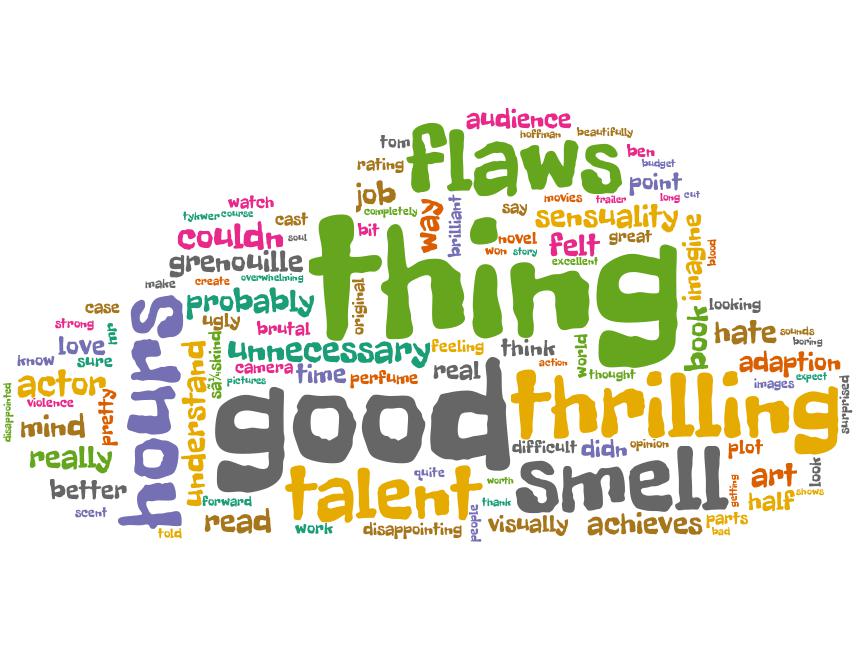 audience
hoffman
beautifully
tom
flaws
ben
rating
budget
job
point
completely
way
brilliant
say
movies
trailer
long
cut
watch
tykwer
course
cast
sensuality
couldn
soul
bit
thing
novel
felt
great
won
story
excellent
imagine
blood
grenouille
overwhelming
make
create
original
probably
ugly
brutal
case
strong
mr
love
sure
know
hours
unnecessary
feeling
think
world
book
looking
hate
sounds
boring
camera
time
perfume
real
action
thought
adaption
images
expect
surprised
pictures
actor
violence
pretty
disappointed
understand
good
thrilling
mind
really
better
scent
difficult
didn
opinion
plot
smell
quite
talent
worth
thank
getting
art
look
half
shows
forward
read
work
disappointing
people
visually
achieves
parts
bad
told